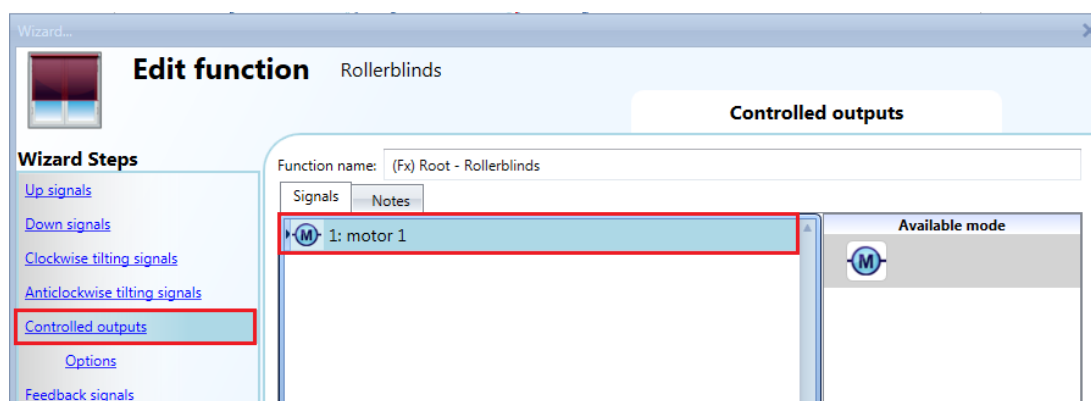 Wizard...
Edit function Rollerblinds
Controlled outputs
Wizard Steps
Up signals
Down signals
Clockwise tilting signals
Anticlockwise tilting signals
Controlled outputs
Options
Feedback signals
Function name: (Fx) Root - Rollerblinds
Signals Notes
M 1: motor 1
Available mode
M